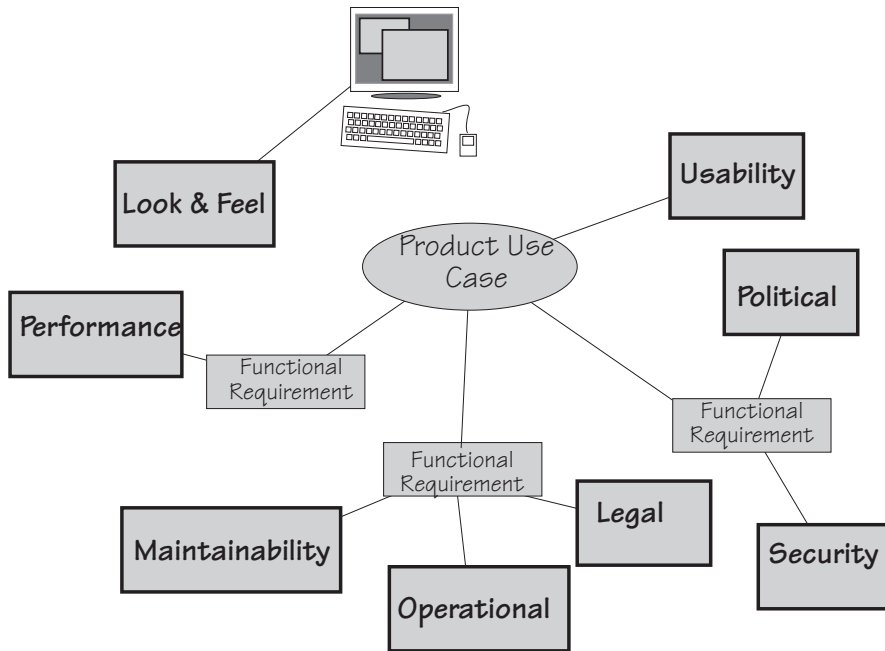 Look & Feel
Usability
Product Use
Case
Political
Performance
Functional
Requirement
Functional
Requirement
Functional
Requirement
Legal
Maintainability
Security
Operational